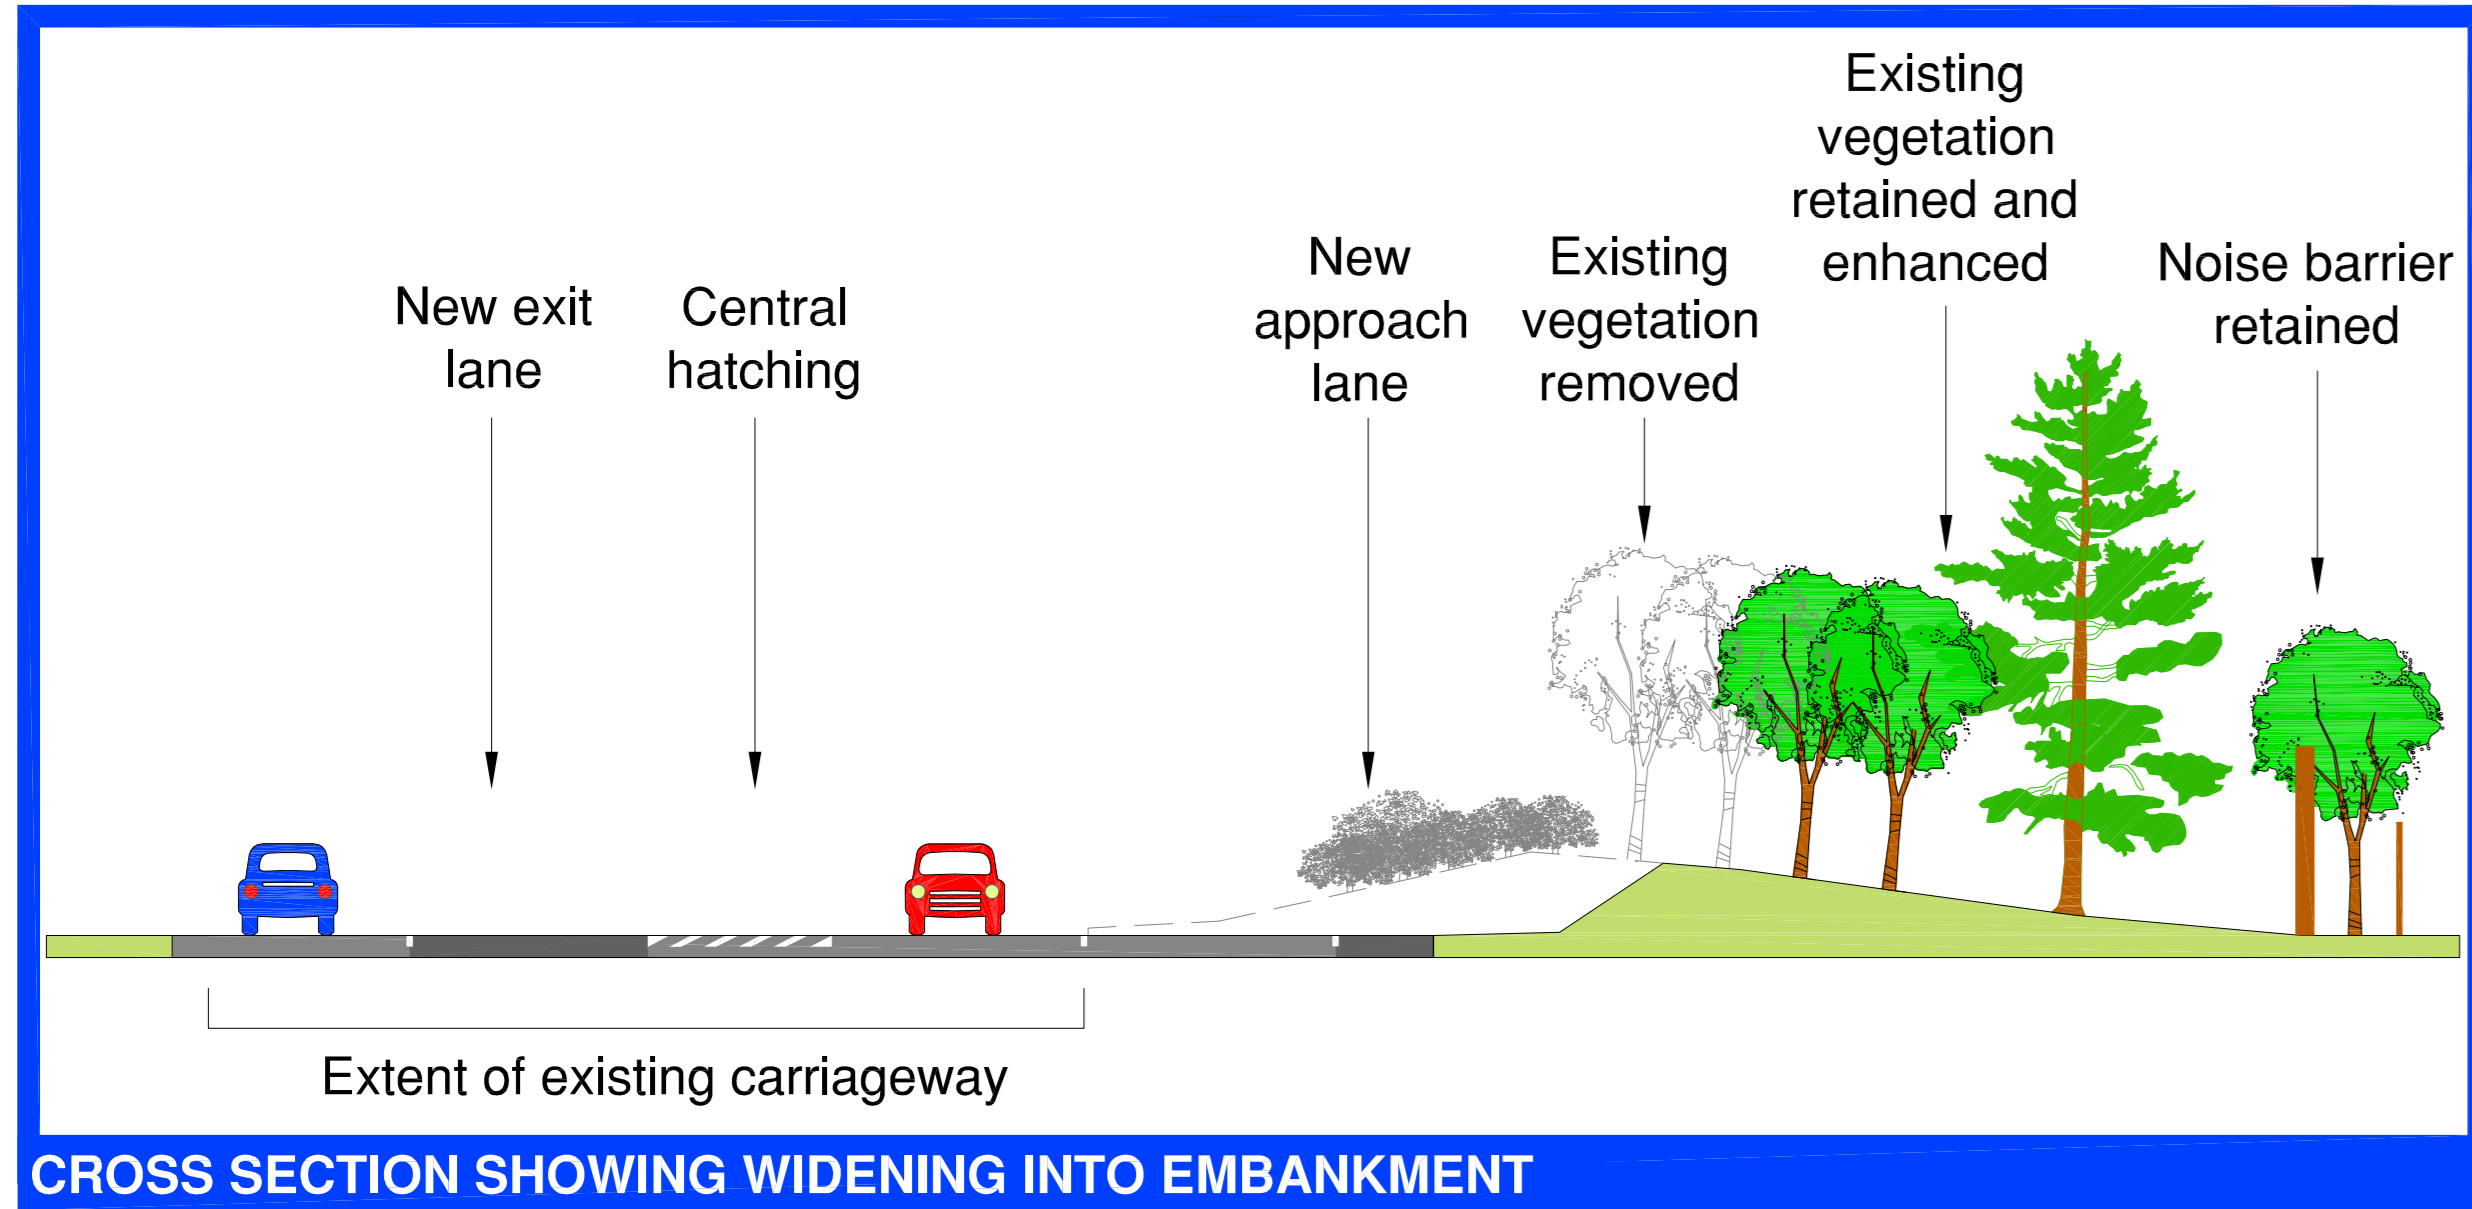 New exit
lane
Central
hatching
New
approach
lane
Existing
vegetation
removed
Existing
vegetation
retained and
enhanced
Noise barrier
retained
Extent of existing carriageway
CROSS SECTION SHOWING WIDENING INTO EMBANKMENT